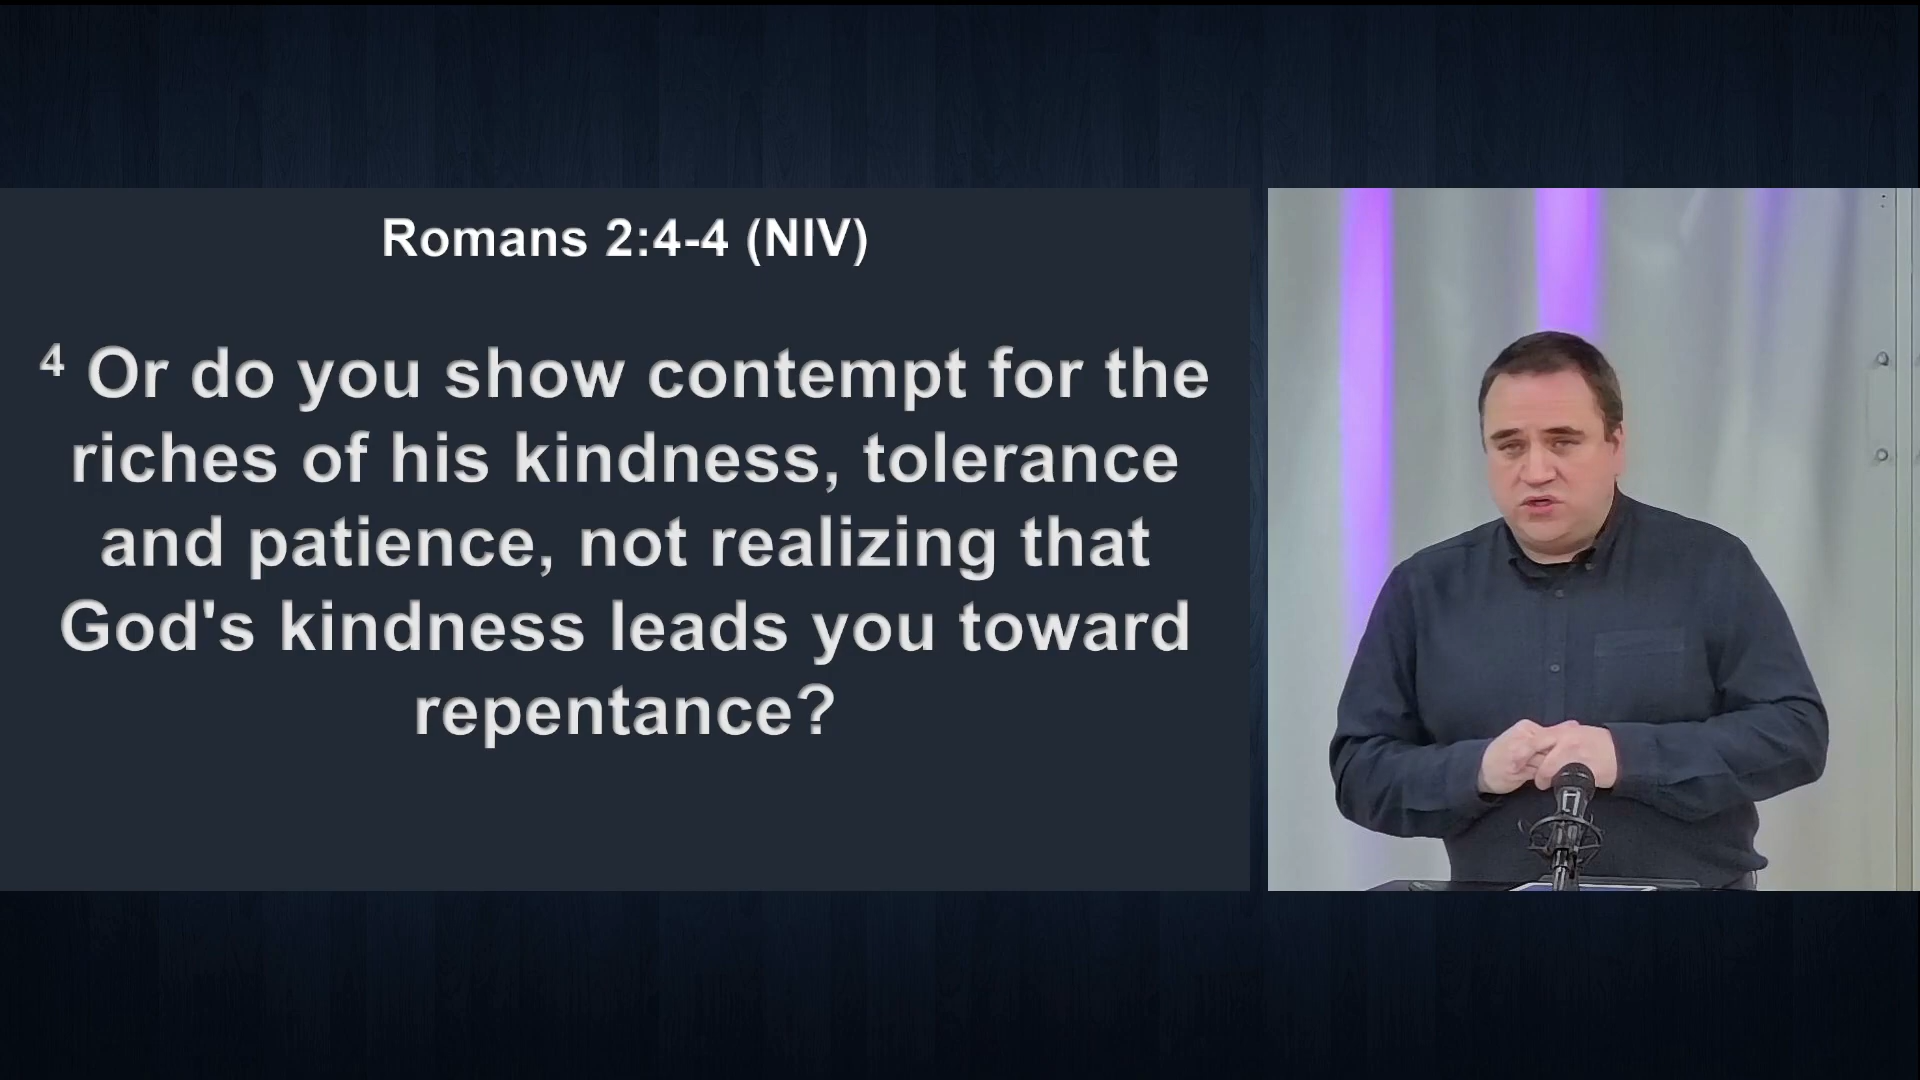 Romans 2:4-4 (NIV)
4 Or do you show contempt for the
riches of his kindness, tolerance
and patience, not realizing that
God's kindness leads you toward
repentance?